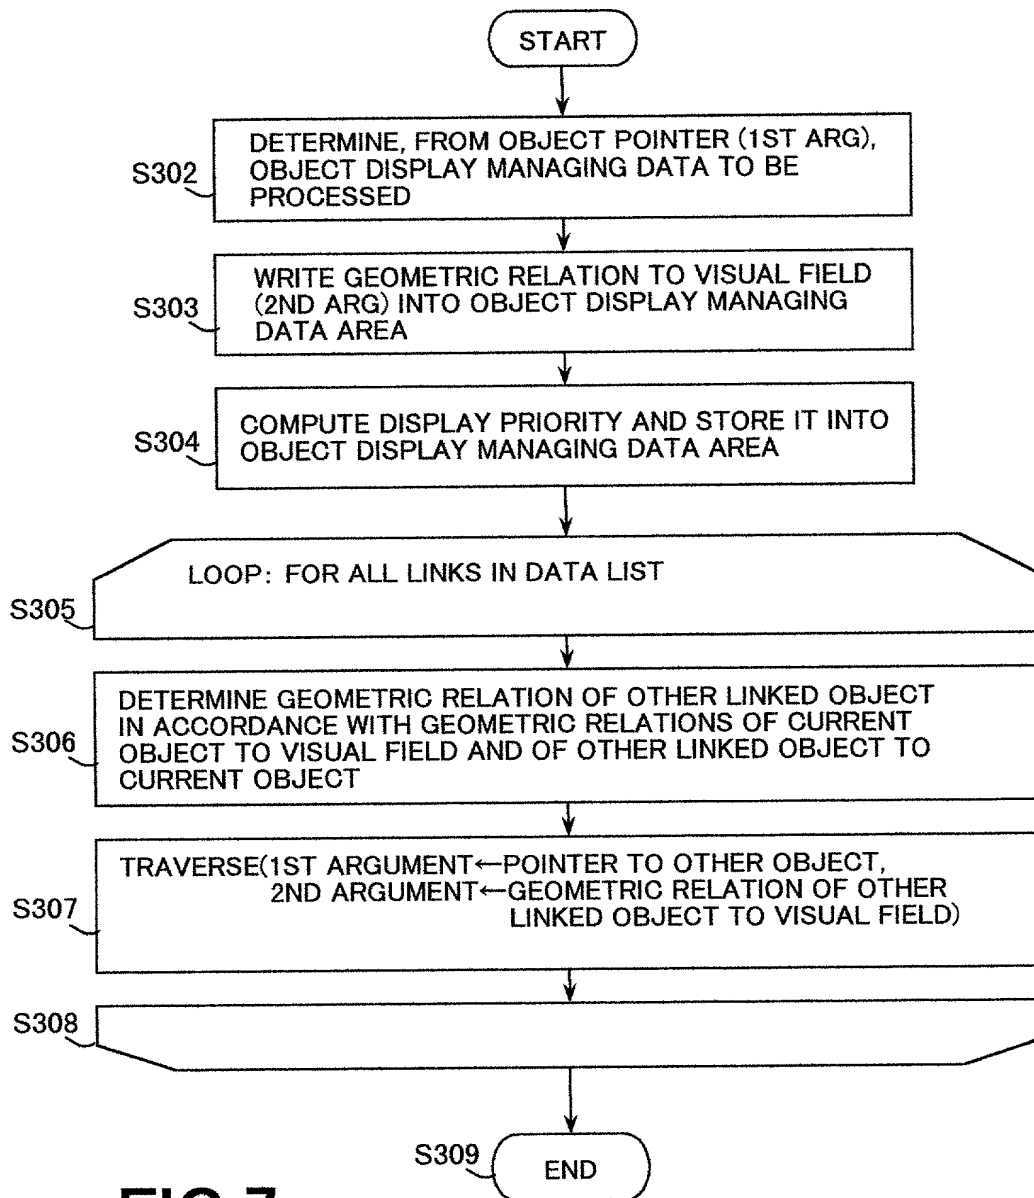 START
DETERMINE, FROM OBJECT POINTER (1ST ARG),
OBJECT DISPLAY MANAGING DATA TO BE
PROCESSED
S302
WRITE GEOMETRIC RELATION TO VISUAL FIELD
(2ND ARG) INTO OBJECT DISPLAY MANAGING
DATA AREA
S303
COMPUTE DISPLAY PRIORITY AND STORE IT INTO
OBJECT DISPLAY MANAGING DATA AREA
S304
LOOP: FOR ALL LINKS IN DATA LIST
S305
DETERMINE GEOMETRIC RELATION OF OTHER LINKED OBJECT
IN ACCORDANCE WITH GEOMETRIC RELATIONS OF CURRENT
OBJECT TO VISUAL FIELD AND OF OTHER LINKED OBJECT TO
CURRENT OBJECT
S306
TRAVERSE(1ST ARGUMENT←POINTER TO OTHER OBJECT,
2ND ARGUMENT←GEOMETRIC RELATION OF OTHER
LINKED OBJECT TO VISUAL FIELD)
S307
S308
S309
END
FIG.7